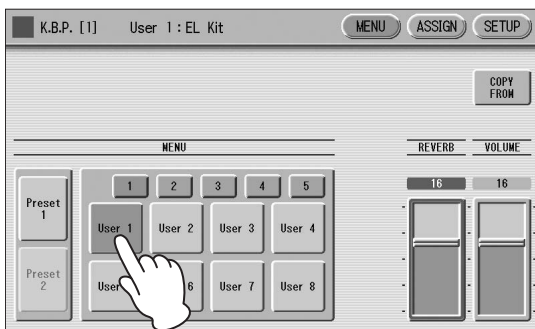 K.B.P. [1] User 1 : EL Kit MENU ASSIGN SETUP
COPY
FROM
MENU REVERB VOLUME
16 16
1 2 3 4 5
Preset
1
User 1 User 2 User 3 User 4
Preset
2
User 6 User 7 User 8